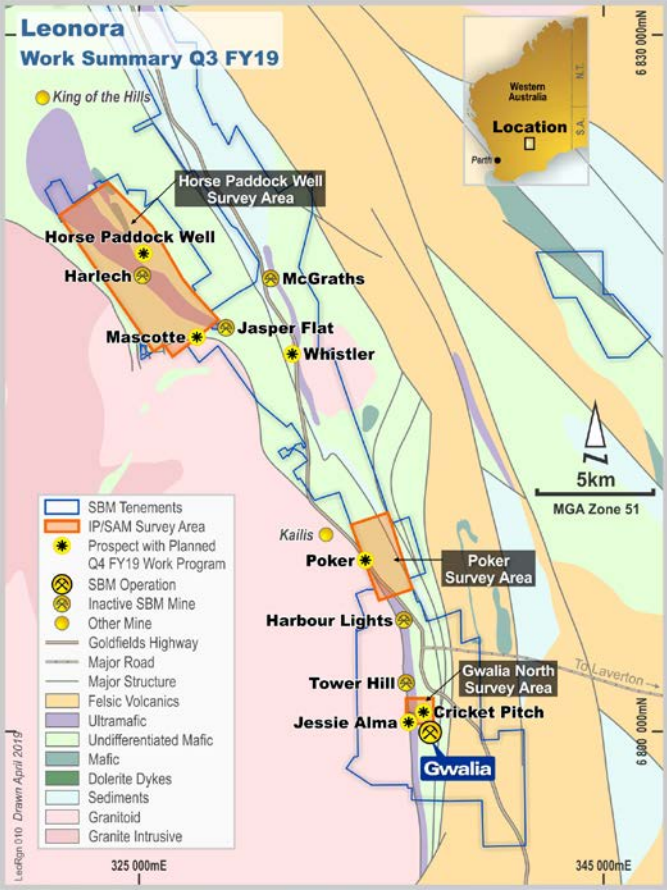 Leonora
Work Summary Q3 FY19
6 830 000mN
Western
Australia
N.T.
S.A.
Location
Perth
King of the Hills
Horse Paddock Well
Survey Area
Horse Paddock Well
Harlech
McGraths
Jasper Flat
Mascotte
Whistler
N
5km
MGA Zone 51
SBM Tenements
IP/SAM Survey Area
Prospect with Planned
Q4 FY19 Work Program
SBM Operation
Inactive SBM Mine
Other Mine
Goldfields Highway
Major Road
Major Structure
Felsic Volcanics
Ultramafic
Undifferentiated Mafic
Mafic
Dolerite Dykes
Sediments
Granitoid
Granite Intrusive
Kailis
Poker
Poker
Survey Area
Harbour Lights
To Laverton
Gwalia North
Survey Area
Tower Hill
Cricket Pitch
Jessie Alma
Gwalia
6 800 000mN
LeoRgn 010 Drawn April 2019
325 000mE
345 000mE